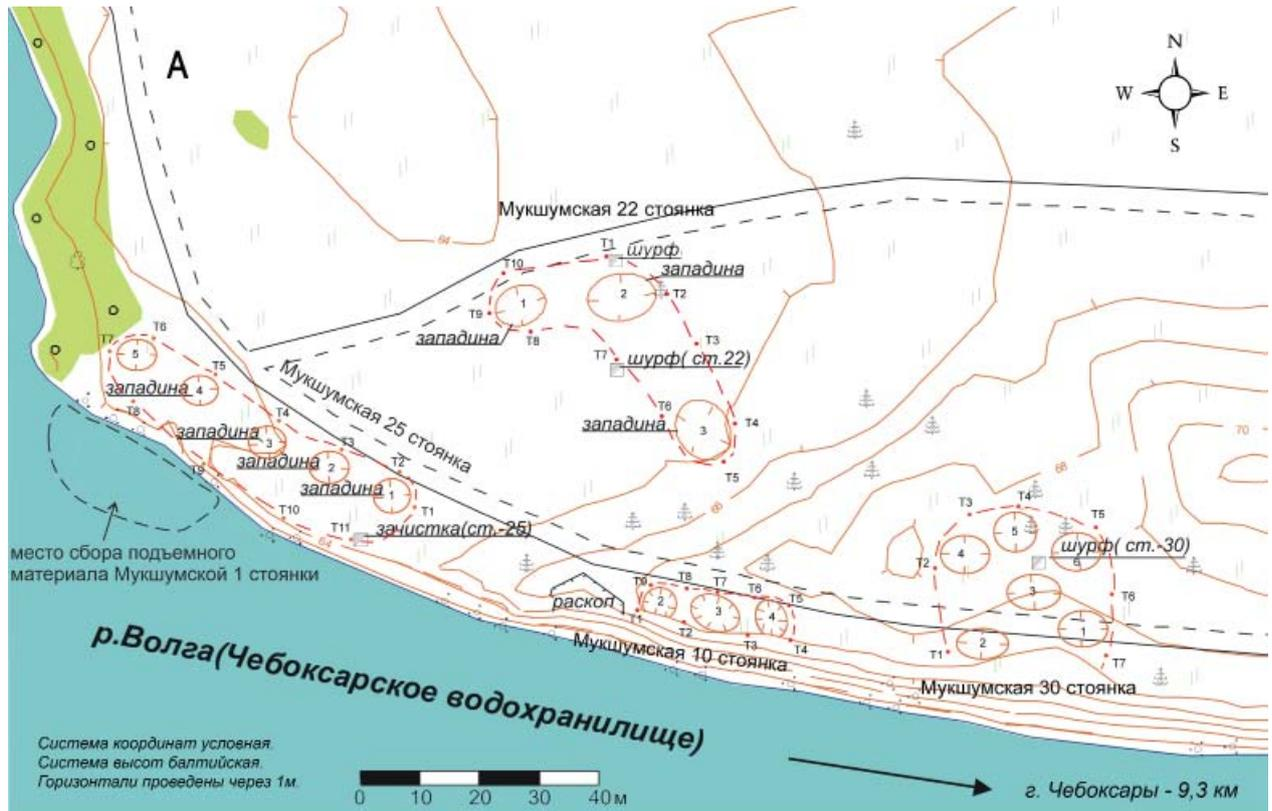 А
N
W E
S
64
Мукшумская 22 стоянка
Т1
шурф
Т10
западина
2
1
Т2
Т9
западина
Т8
Т3
Т7
шурф( ст.22)
Т6
западина
3
Т4
Т5
Мукшумская 25 стоянка
Т6
Т7
5
западина
4
Т5
Т8
западина
3
Т4
Т3
западина
2
Т2
западина
1
Т1
Т9
Т10
Т11
зачистка(ст.-25)
64
место сбора подъемного
материала Мукшумской 1 стоянки
66
68
70
раскоп
Т9
Т8
Т7
Т6
Т5
2
3
4
Т1
Т2
Т3
Т4
Мукшумская 10 стоянка
Т3
Т4
Т5
5
4
шурф( ст.-30)
6
Т2
3
Т6
1
2
Т1
Т7
Мукшумская 30 стоянка
р.Волга(Чебоксарское водохранилище)
Система координат условная.
Система высот балтийская.
Горизонтали проведены через 1м.
0 10 20 30 40 м
г. Чебоксары - 9,3 км